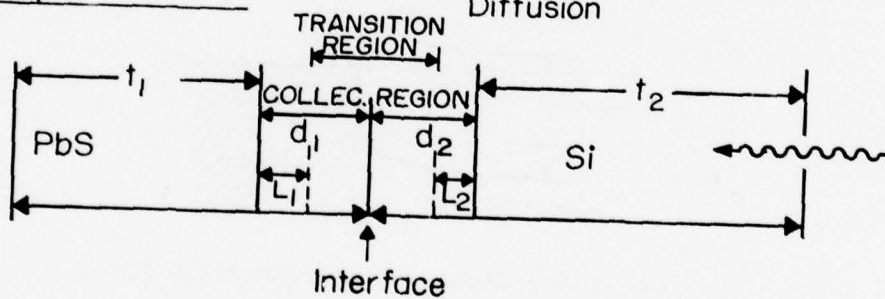 Diffusion
TRANSITION
REGION
t₁
COLLEC. REGION
t₂
d₁
d₂
PbS
Si
L₁
L₂
Interface